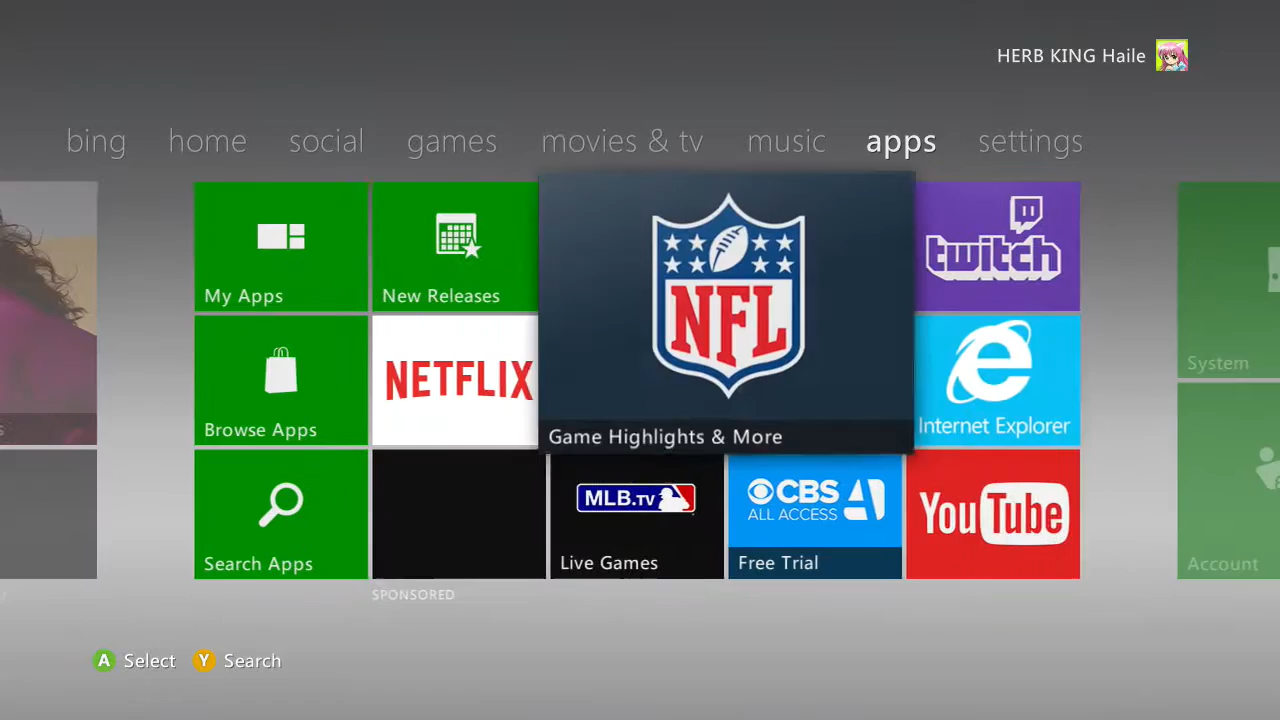 HERB KING Haile
bing home social games movies & tv music apps settings
My Apps
New Releases
NFL
Game Highlights & More
twitch
Browse Apps
NETFLIX
Internet Explorer
System
Search Apps
MLB.TV
Live Games
CBS
ALL ACCESS
Free Trial
YouTube
Account
SPONSORED
A Select Y Search